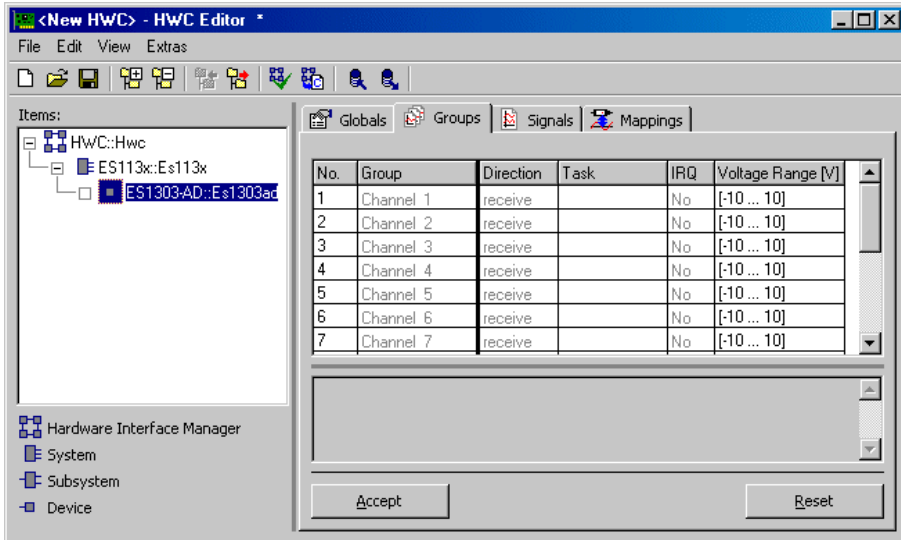 <New HWC> - HWC Editor *
File Edit View Extras
Items:
HWC::Hwc
ES113x::Es113x
ES1303-AD::Es1303ad
Hardware Interface Manager
System
Subsystem
Device
Globals Groups Signals Mappings
No. Group Direction Task IRQ Voltage Range [V]
1 Channel 1 receive No [-10 ... 10]
2 Channel 2 receive No [-10 ... 10]
3 Channel 3 receive No [-10 ... 10]
4 Channel 4 receive No [-10 ... 10]
5 Channel 5 receive No [-10 ... 10]
6 Channel 6 receive No [-10 ... 10]
7 Channel 7 receive No [-10 ... 10]
Accept Reset